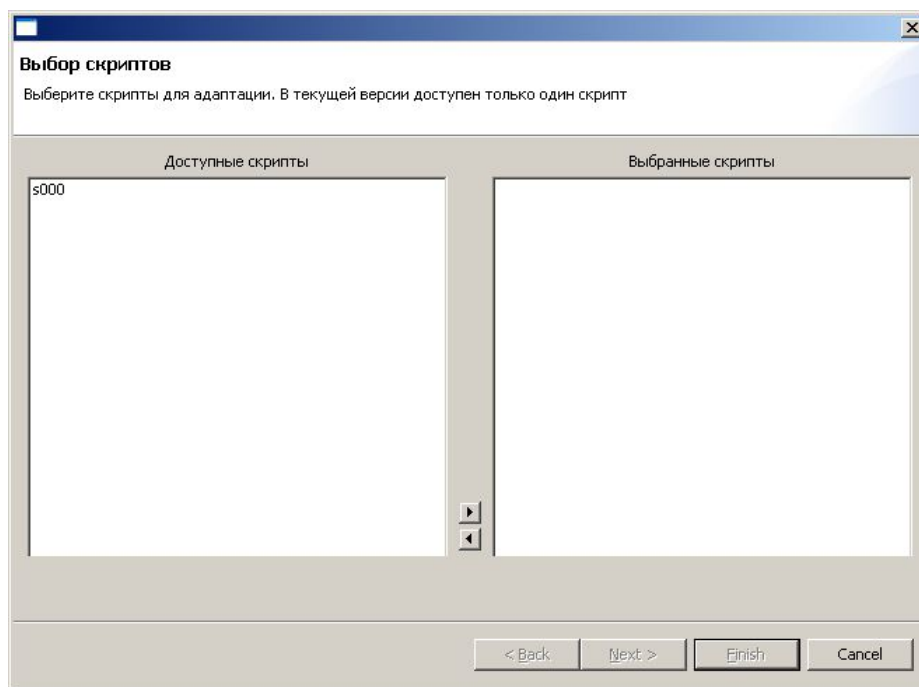 Выбор скриптов
Выберите скрипты для адаптации. В текущей версии доступен только один скрипт
Доступные скрипты
Выбранные скрипты
s000
< Back
Next >
Finish
Cancel